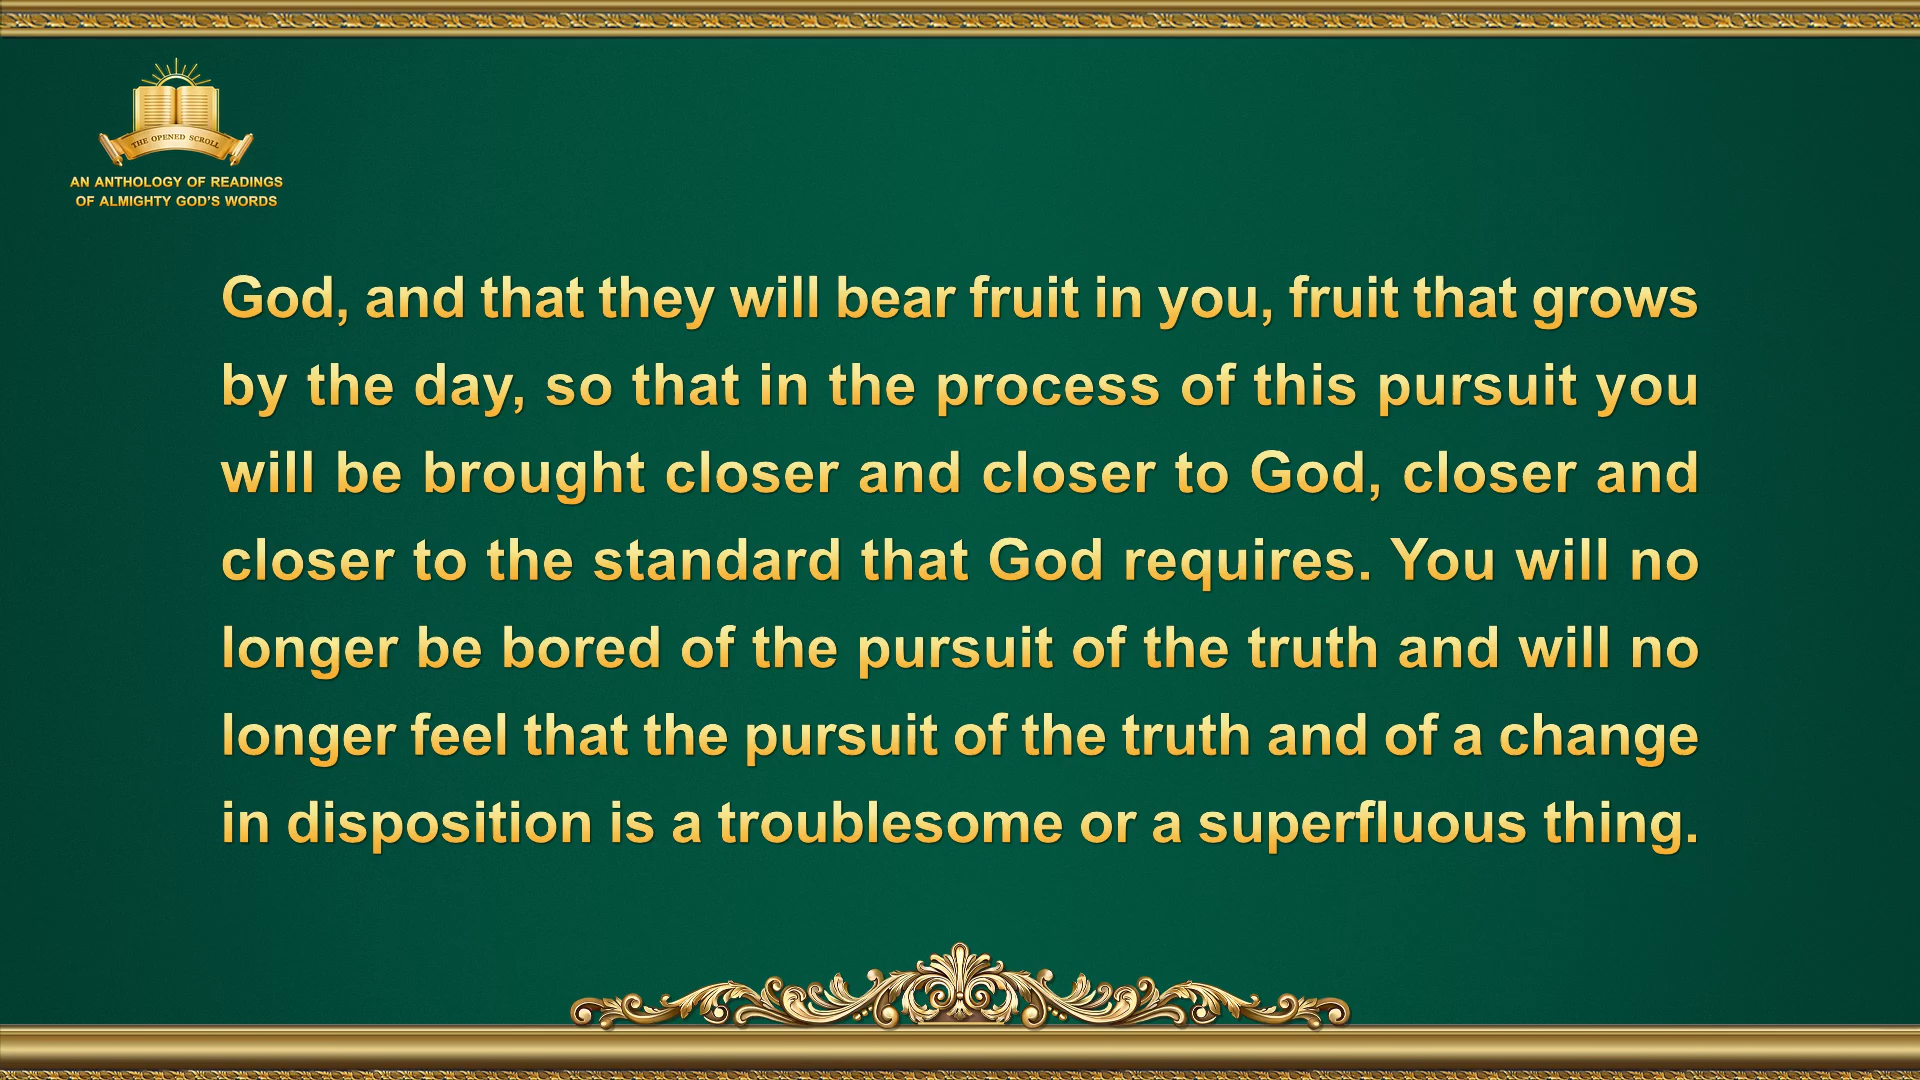 THE OPENED SCROLL
AN ANTHOLOGY OF READINGS
OF ALMIGHTY GOD'S WORDS
God, and that they will bear fruit in you, fruit that grows
by the day, so that in the process of this pursuit you
will be brought closer and closer to God, closer and
closer to the standard that God requires. You will no
longer be bored of the pursuit of the truth and will no
longer feel that the pursuit of the truth and of a change
in disposition is a troublesome or a superfluous thing.